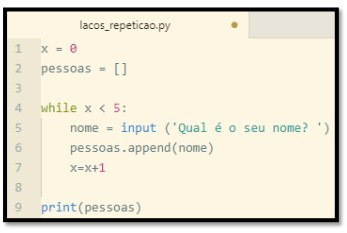 lacos_repeticao.py
1 x = 0
2 pessoas = []
3
4 while x < 5:
5     nome = input ('Qual é o seu nome? ')
6     pessoas.append(nome)
7     x=x+1
8
9 print(pessoas)